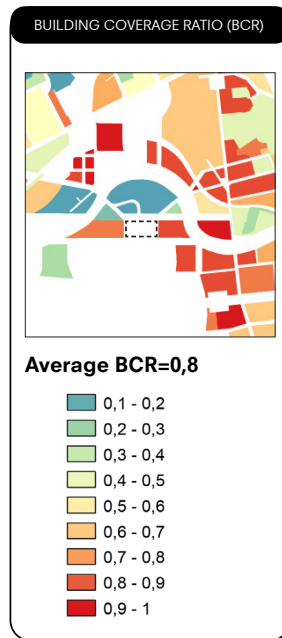 BUILDING COVERAGE RATIO (BCR)
Average BCR=0,8
0,1 - 0,2
0,2 - 0,3
0,3 - 0,4
0,4 - 0,5
0,5 - 0,6
0,6 - 0,7
0,7 - 0,8
0,8 - 0,9
0,9 - 1